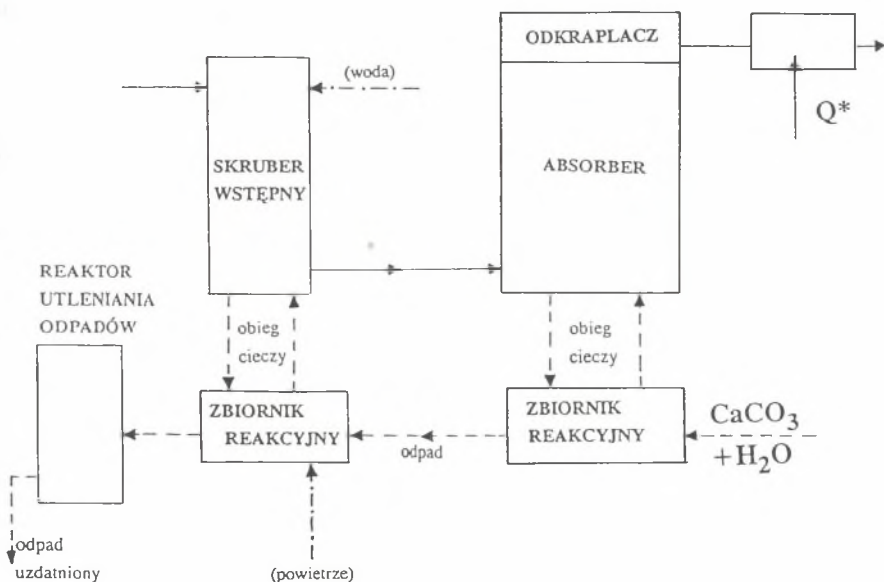 ODKRAPLACZ
(woda)
Q*
SKRUBER
WSTĘPNY
ABSORBER
REAKTOR
UTLENIANIA
ODPADÓW
obieg
cieczy
obieg
cieczy
ZBIORNIK
REAKCYJNY
ZBIORNIK
REAKCYJNY
CaCO₃
+H₂O
odpad
odpad
uzdatniony
(powietrze)